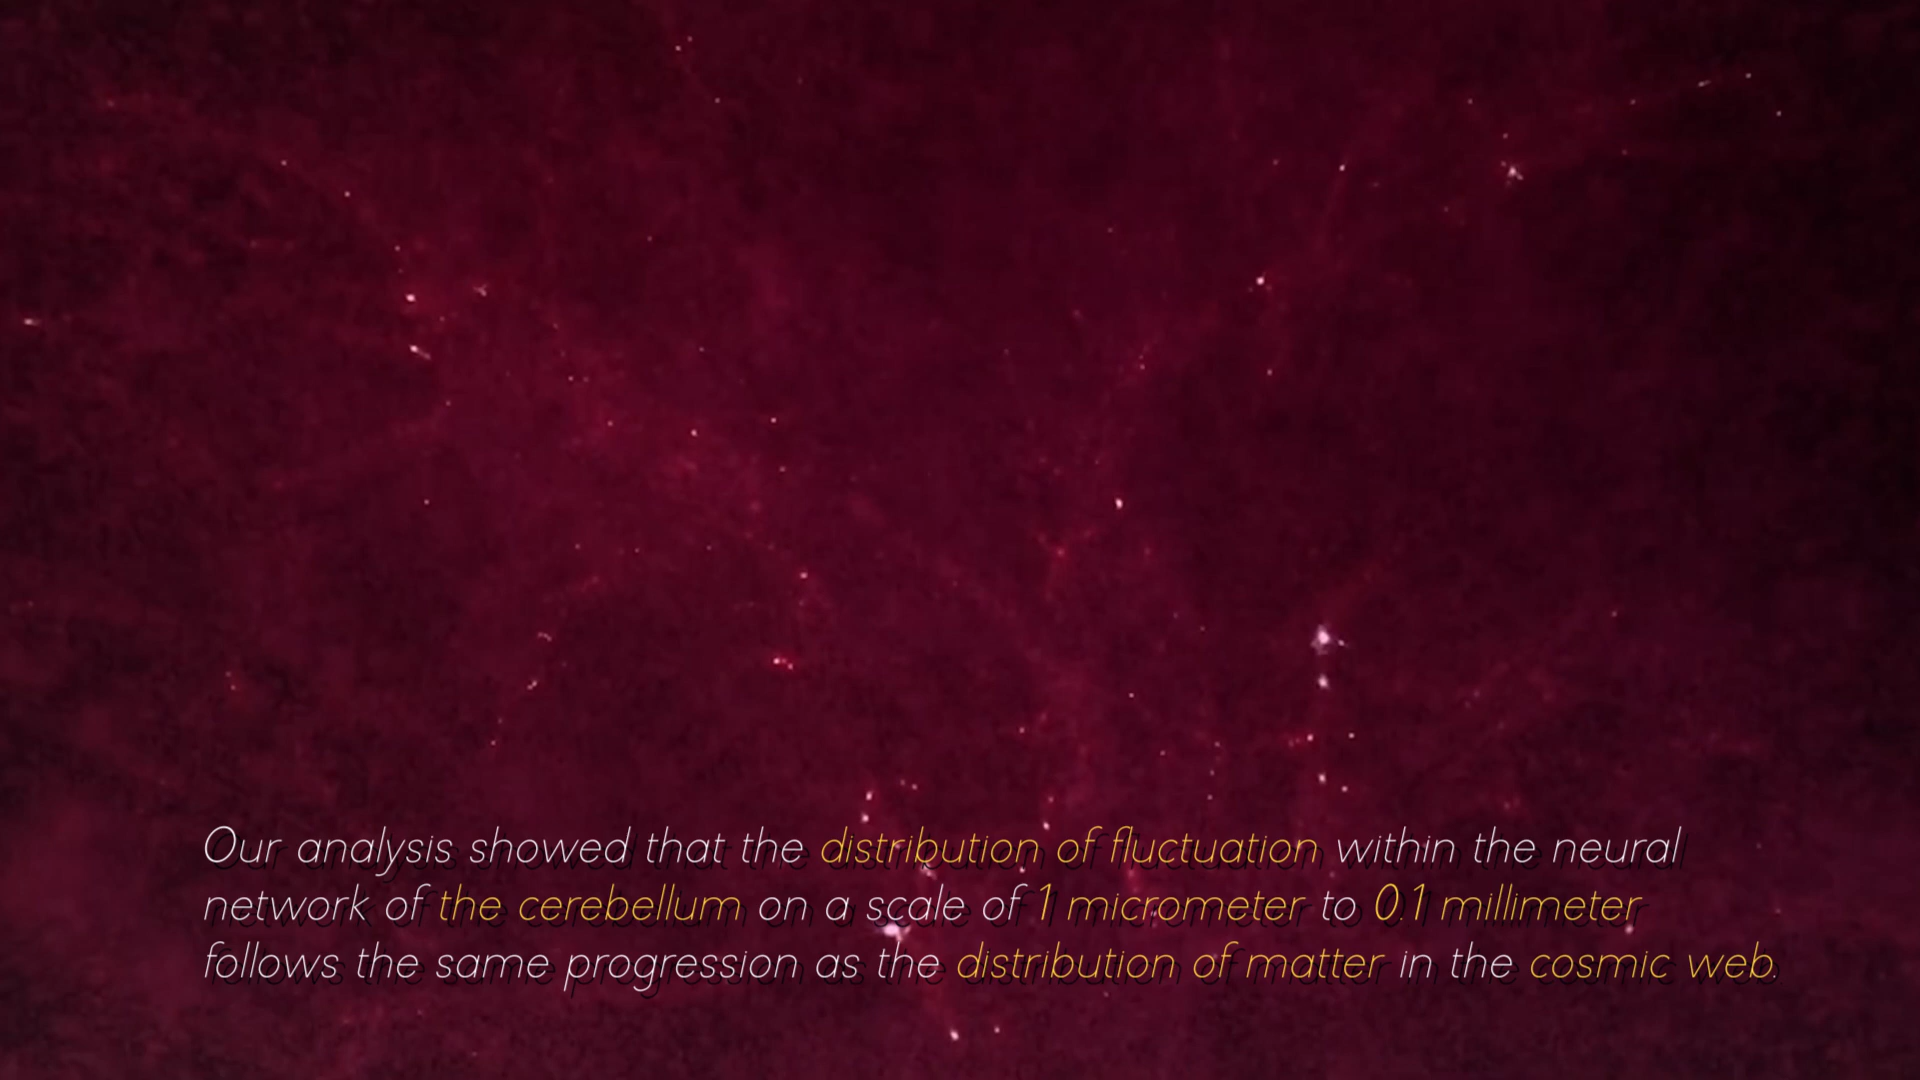 Our analysis showed that the distribution of fluctuation within the neural
network of the cerebellum on a scale of 1 micrometer to 0.1 millimeter
follows the same progression as the distribution of matter in the cosmic web.